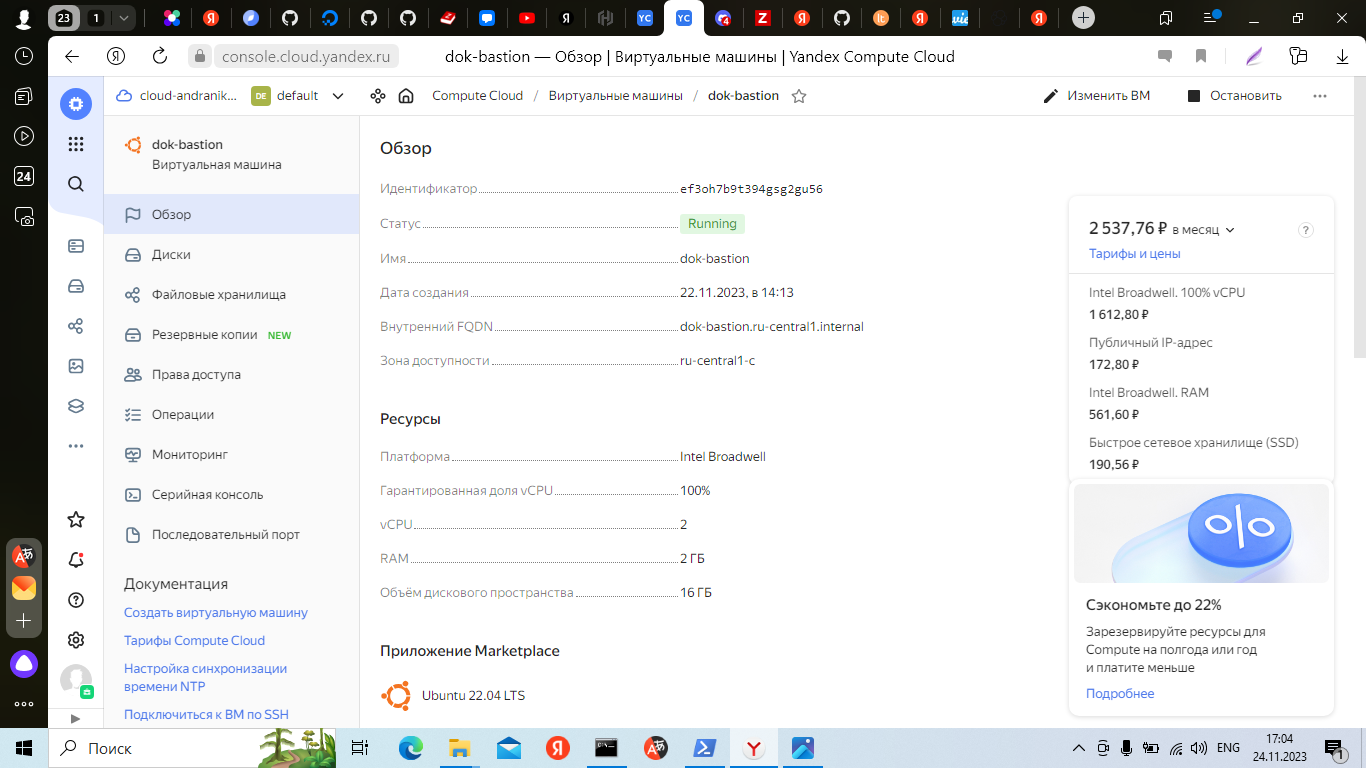 23
1
YC
YC
Z
lt.
vie
console.cloud.yandex.ru
dok-bastion — Обзор | Виртуальные машины | Yandex Compute Cloud
24
cloud-andranik...
DE
default
Compute Cloud / Виртуальные машины / dok-bastion
Изменить ВМ
Остановить
dok-bastion
Виртуальная машина
Обзор
Диски
Файловые хранилища
Резервные копии NEW
Права доступа
Операции
Мониторинг
Серийная консоль
Последовательный порт
Документация
Создать виртуальную машину
Тарифы Compute Cloud
Настройка синхронизации
времени NTP
Подключиться к ВМ по SSH
Обзор
Идентификатор ef3oh7b9t394gsg2gu56
Статус Running
Имя dok-bastion
Дата создания 22.11.2023, в 14:13
Внутренний FQDN dok-bastion.ru-central1.internal
Зона доступности ru-central1-c
Ресурсы
Платформа Intel Broadwell
Гарантированная доля vCPU 100%
vCPU 2
RAM 2 ГБ
Объём дискового пространства 16 ГБ
Приложение Marketplace
Ubuntu 22.04 LTS
2 537,76 ₽ в месяц
?
Тарифы и цены
Intel Broadwell. 100% vCPU
1 612,80 ₽
Публичный IP-адрес
172,80 ₽
Intel Broadwell. RAM
561,60 ₽
Быстрое сетевое хранилище (SSD)
190,56 ₽
%
Сэкономьте до 22%
Зарезервируйте ресурсы для
Compute на полгода или год
и платите меньше
Подробнее
Поиск
ENG
17:04
24.11.2023
1